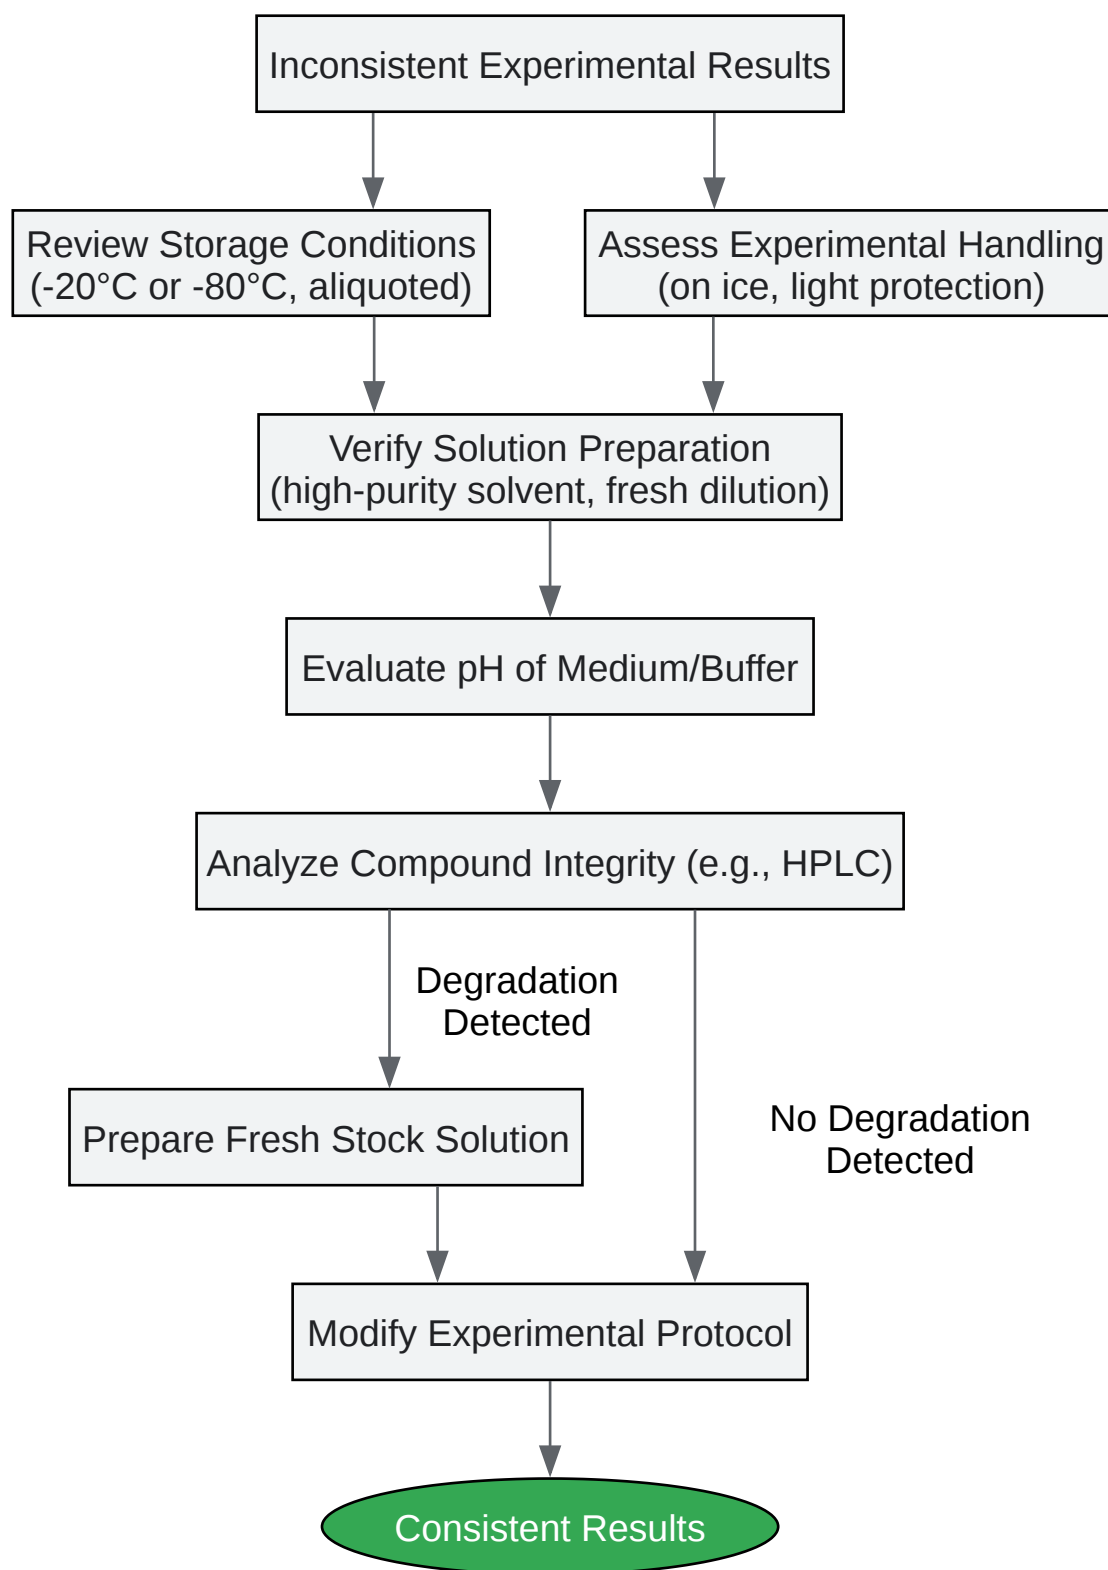 Inconsistent Experimental Results
Review Storage Conditions
(-20°C or -80°C, aliquoted)
Assess Experimental Handling
(on ice, light protection)
Verify Solution Preparation
(high-purity solvent, fresh dilution)
Evaluate pH of Medium/Buffer
Analyze Compound Integrity (e.g., HPLC)
Degradation
Detected
No Degradation
Detected
Prepare Fresh Stock Solution
Modify Experimental Protocol
Consistent Results